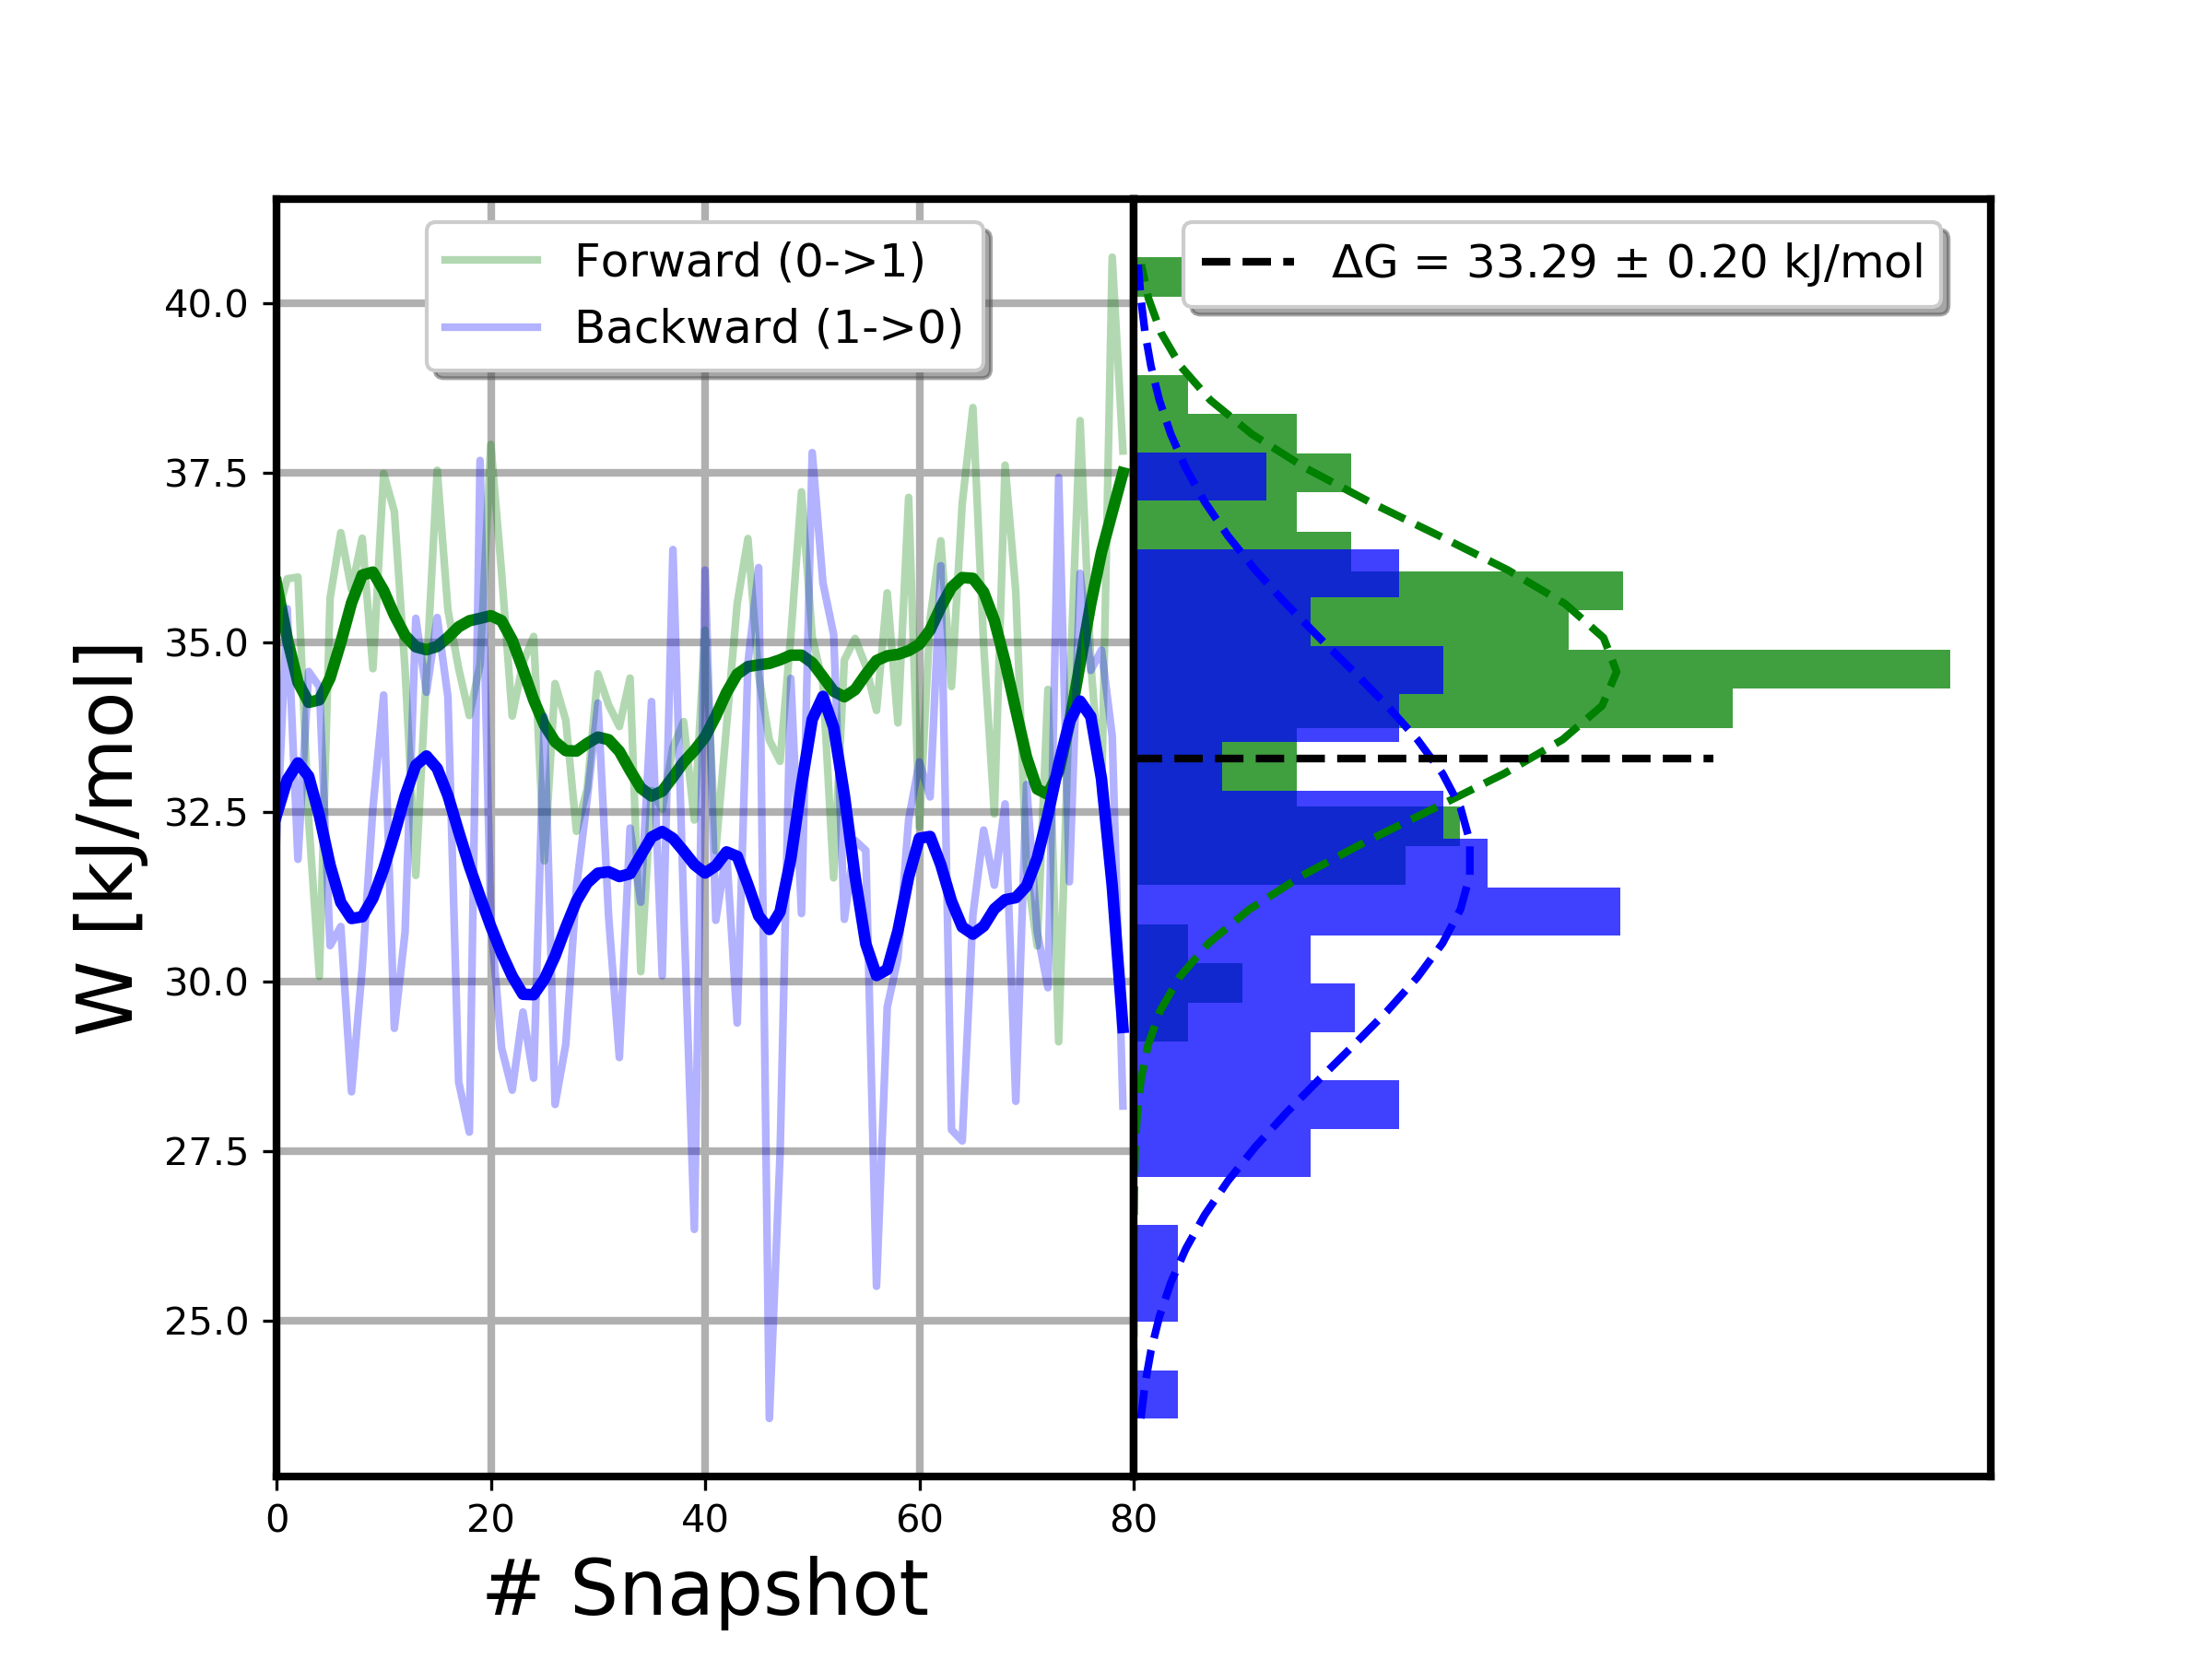 Forward (0->1)
Backward (1->0)
ΔG = 33.29 ± 0.20 kJ/mol
40.0
37.5
35.0
32.5
30.0
27.5
25.0
W [kJ/mol]
0 20 40 60 80
# Snapshot